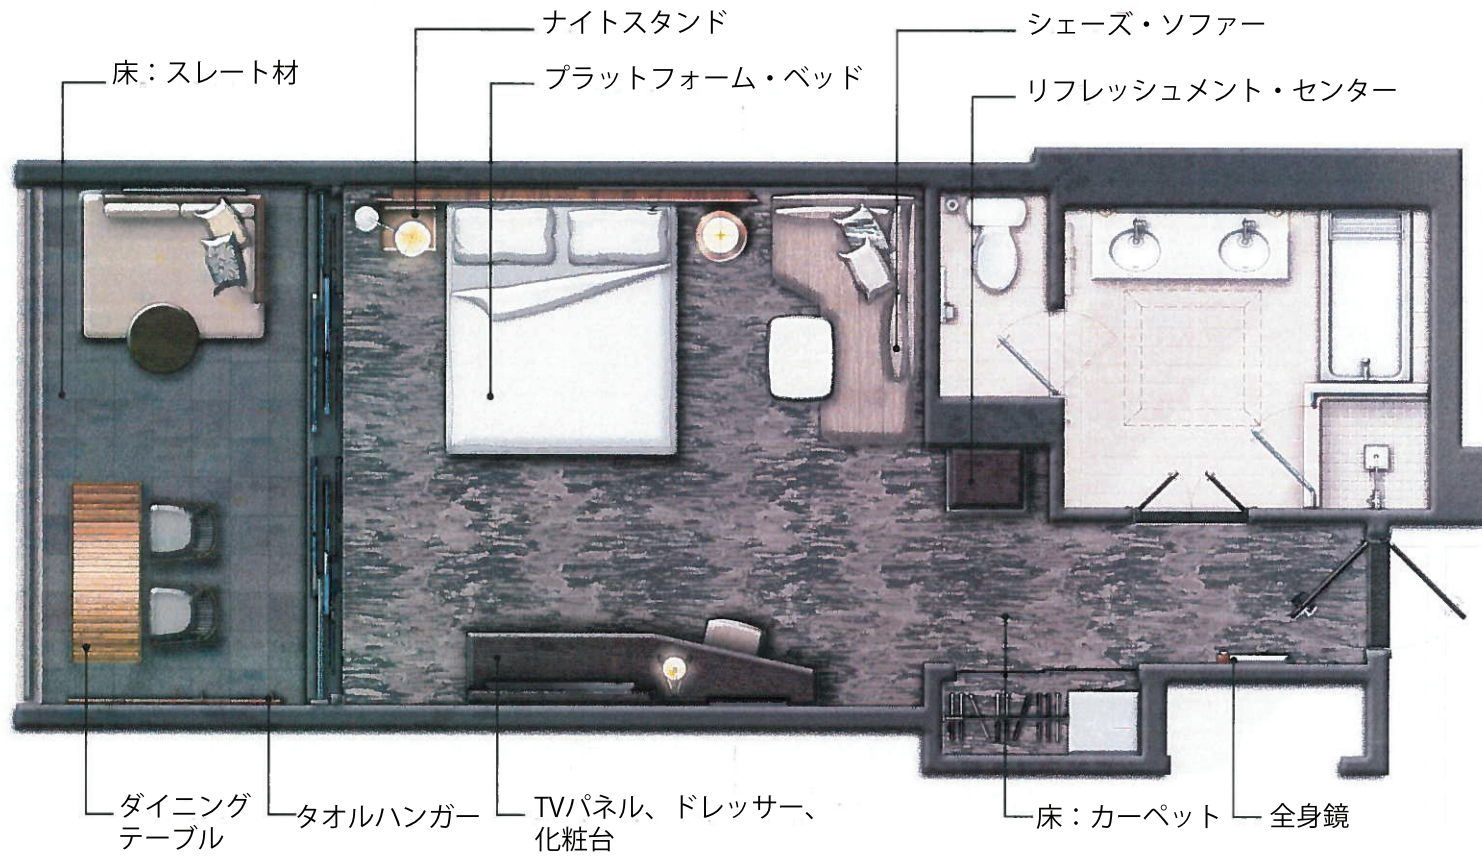 ナイトスタンド
シェーズ・ソファー
床：スレート材
プラットフォーム・ベッド
リフレッシュメント・センター
ダイニング
テーブル
タオルハンガー
TVパネル、ドレッサー、
化粧台
床：カーペット
全身鏡